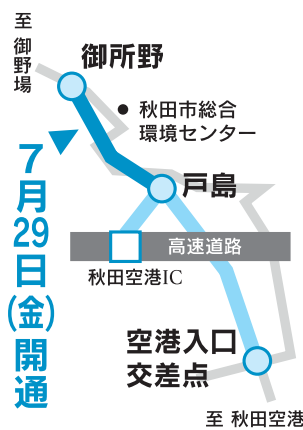 至
御野場
御所野
秋田市総合
環境センター
7月29日(金)開通
戸島
高速道路
秋田空港IC
空港入口
交差点
至 秋田空港